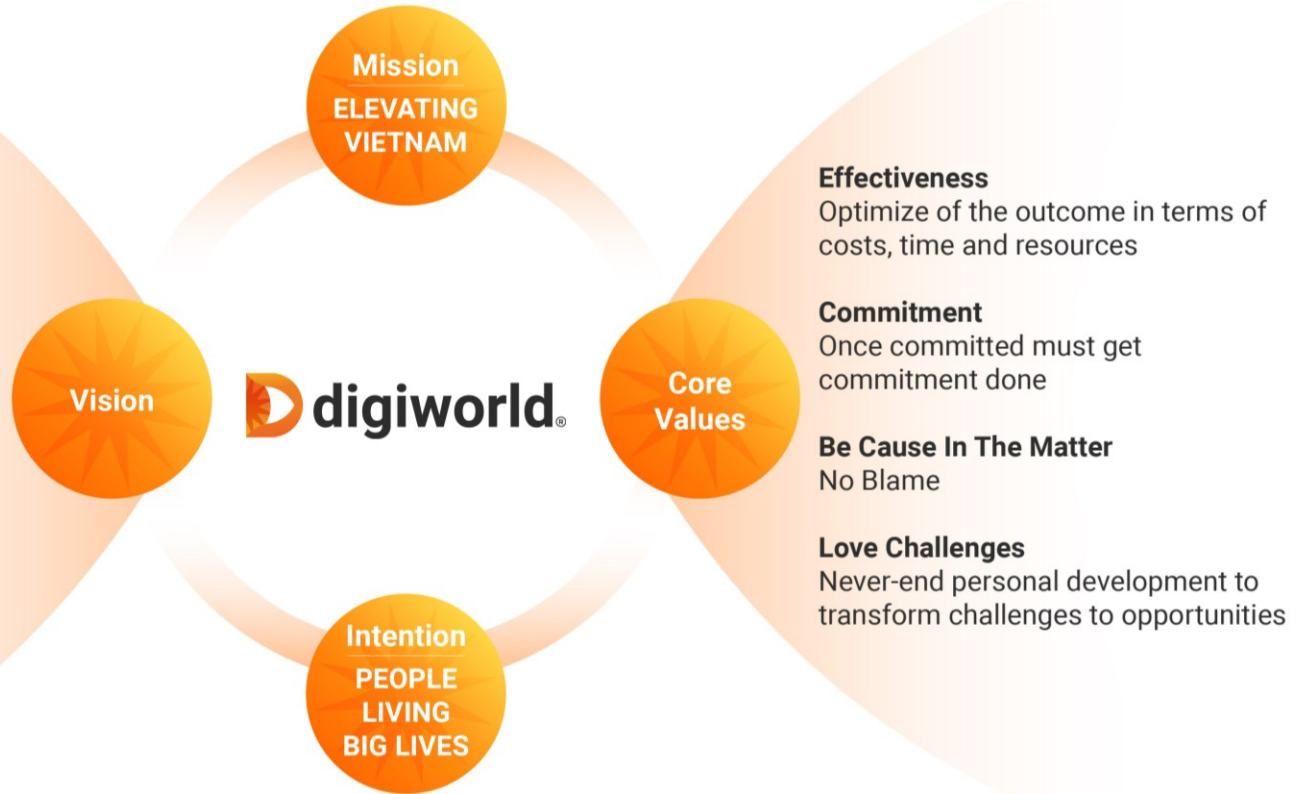 Mission
ELEVATING
VIETNAM
Vision
digiworld®
Core
Values
Intention
PEOPLE
LIVING
BIG LIVES
Effectiveness
Optimize of the outcome in terms of
costs, time and resources
Commitment
Once committed must get
commitment done
Be Cause In The Matter
No Blame
Love Challenges
Never-end personal development to
transform challenges to opportunities